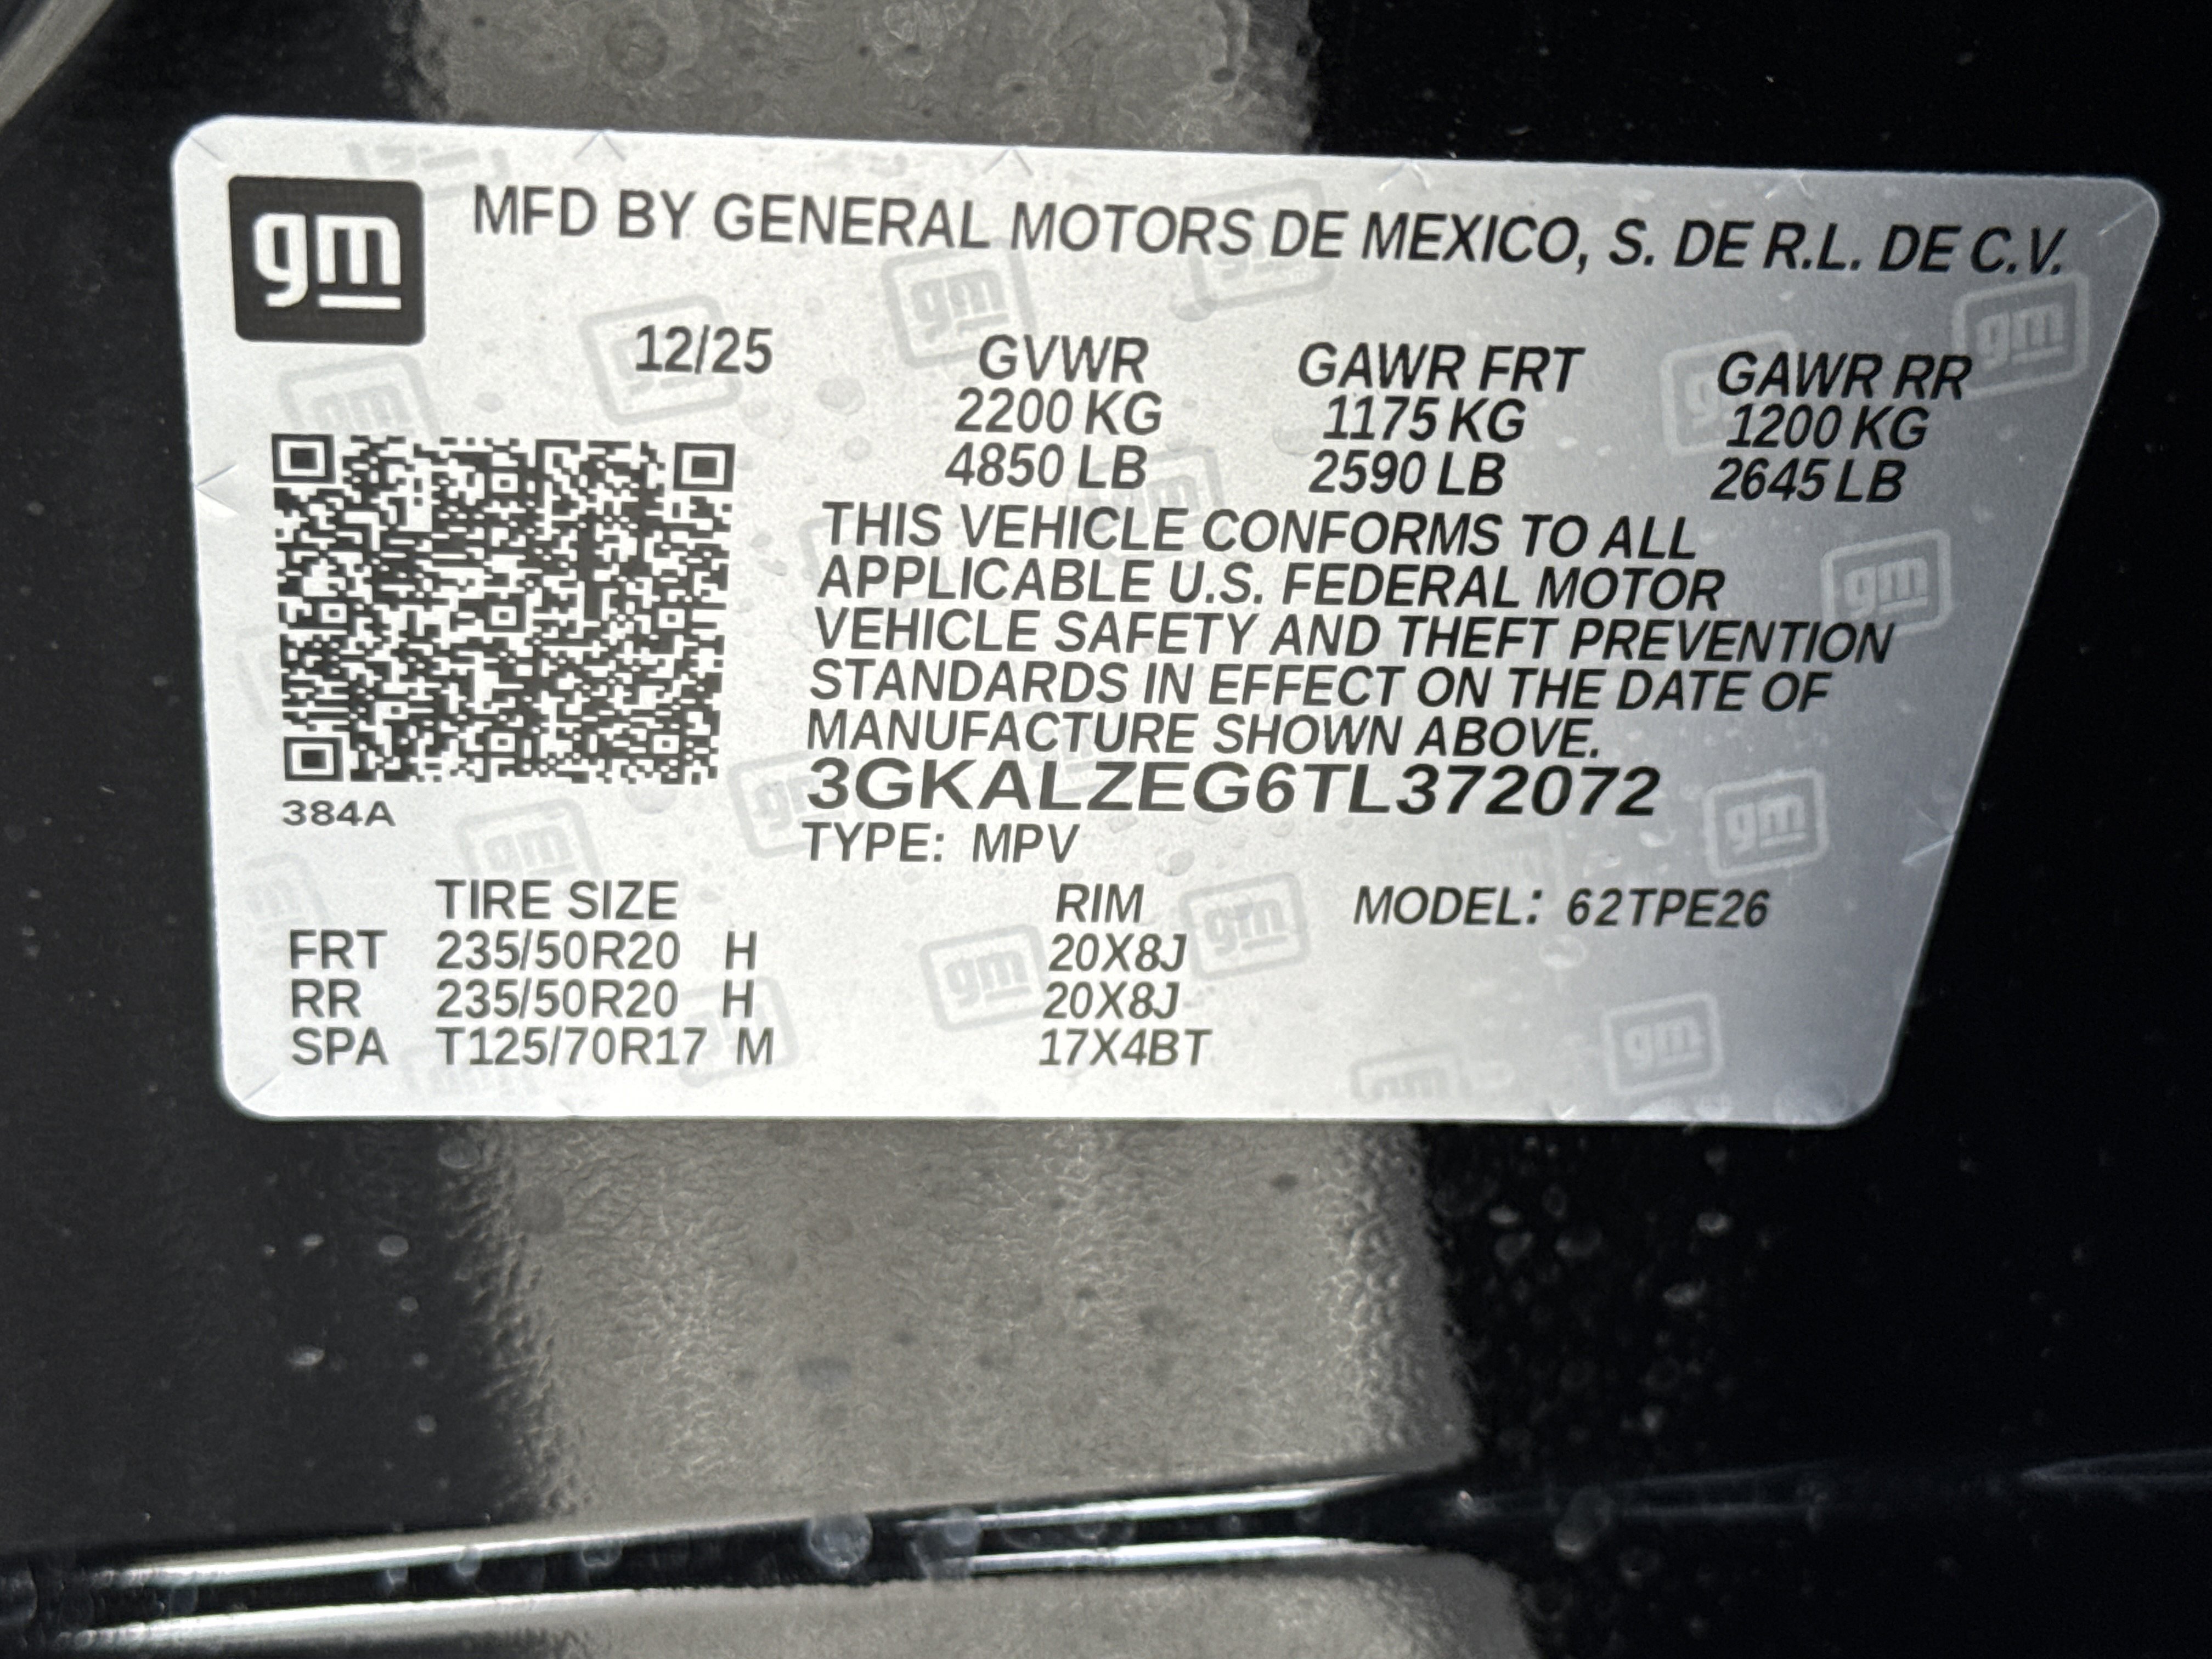 gm MFD BY GENERAL MOTORS DE MEXICO, S. DE R.L. DE C.V.
12/25 GVWR GAWR FRT GAWR RR
2200 KG 1175 KG 1200 KG
4850 LB 2590 LB 2645 LB
THIS VEHICLE CONFORMS TO ALL
APPLICABLE U.S. FEDERAL MOTOR
VEHICLE SAFETY AND THEFT PREVENTION
STANDARDS IN EFFECT ON THE DATE OF
MANUFACTURE SHOWN ABOVE.
3GKALZEG6TL372072
384A
TYPE: MPV
TIRE SIZE RIM MODEL: 62TPE26
FRT 235/50R20 H 20X8J
RR 235/50R20 H 20X8J
SPA T125/70R17 M 17X4BT